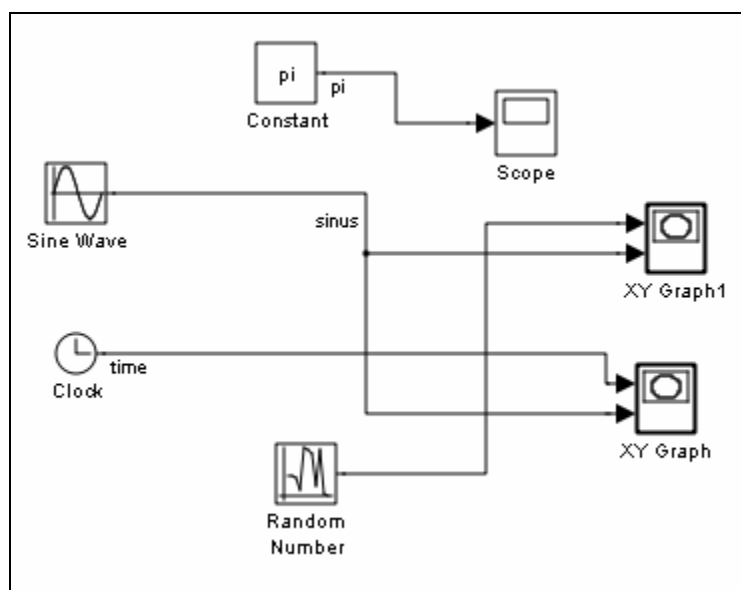 pi
pi
Constant
Scope
Sine Wave
sinus
XY Graph1
time
Clock
XY Graph
Random
Number